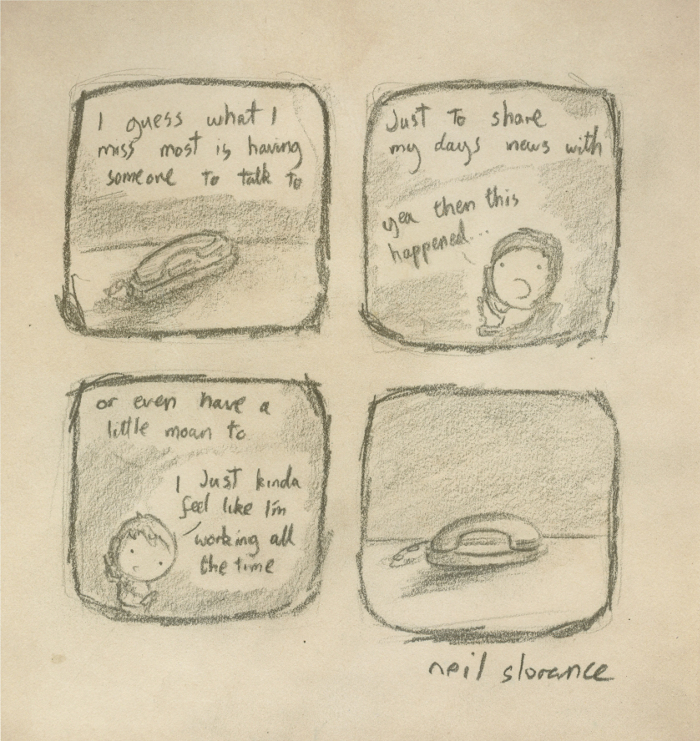 I guess what I
miss most is having
someone to talk to
Just to share
my days news with
yea then this
happened...
or even have a
little moan to
I Just kinda
feel like I'm
working all
the time
neil slorance